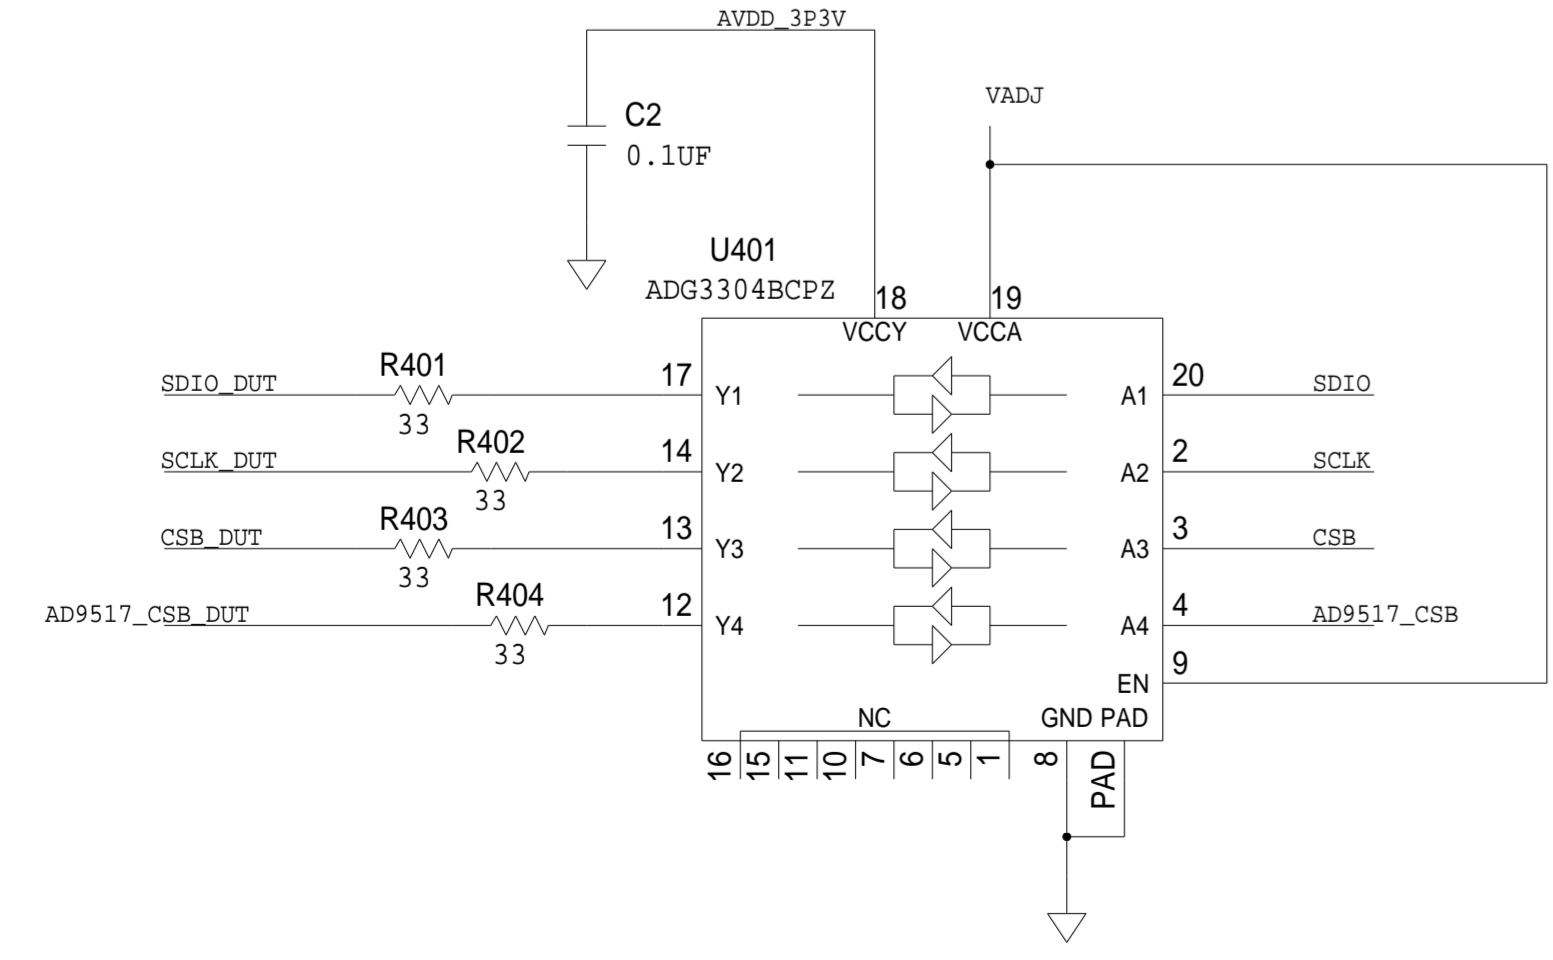 AVDD_3P3V
VADJ
C2
0.1UF
U401
ADG3304BCPZ
18
19
VCCY
VCCA
R401
17
20
SDIO_DUT
Y1
A1
SDIO
33
R402
14
2
SCLK_DUT
Y2
A2
SCLK
33
R403
13
3
CSB_DUT
Y3
A3
CSB
33
R404
12
4
AD9517_CSB_DUT
Y4
A4
AD9517_CSB
33
9
EN
NC
GND PAD
16
15
11
10
7
6
5
1
8
PAD